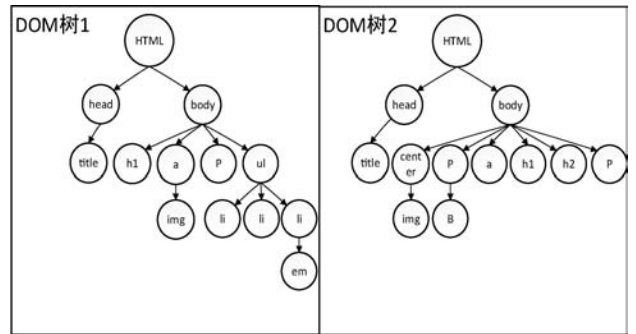 DOM树1
HTML
head
body
title
h1
a
P
ul
img
li
li
li
em
DOM树2
HTML
head
body
title
cent
er
P
a
h1
h2
P
img
B